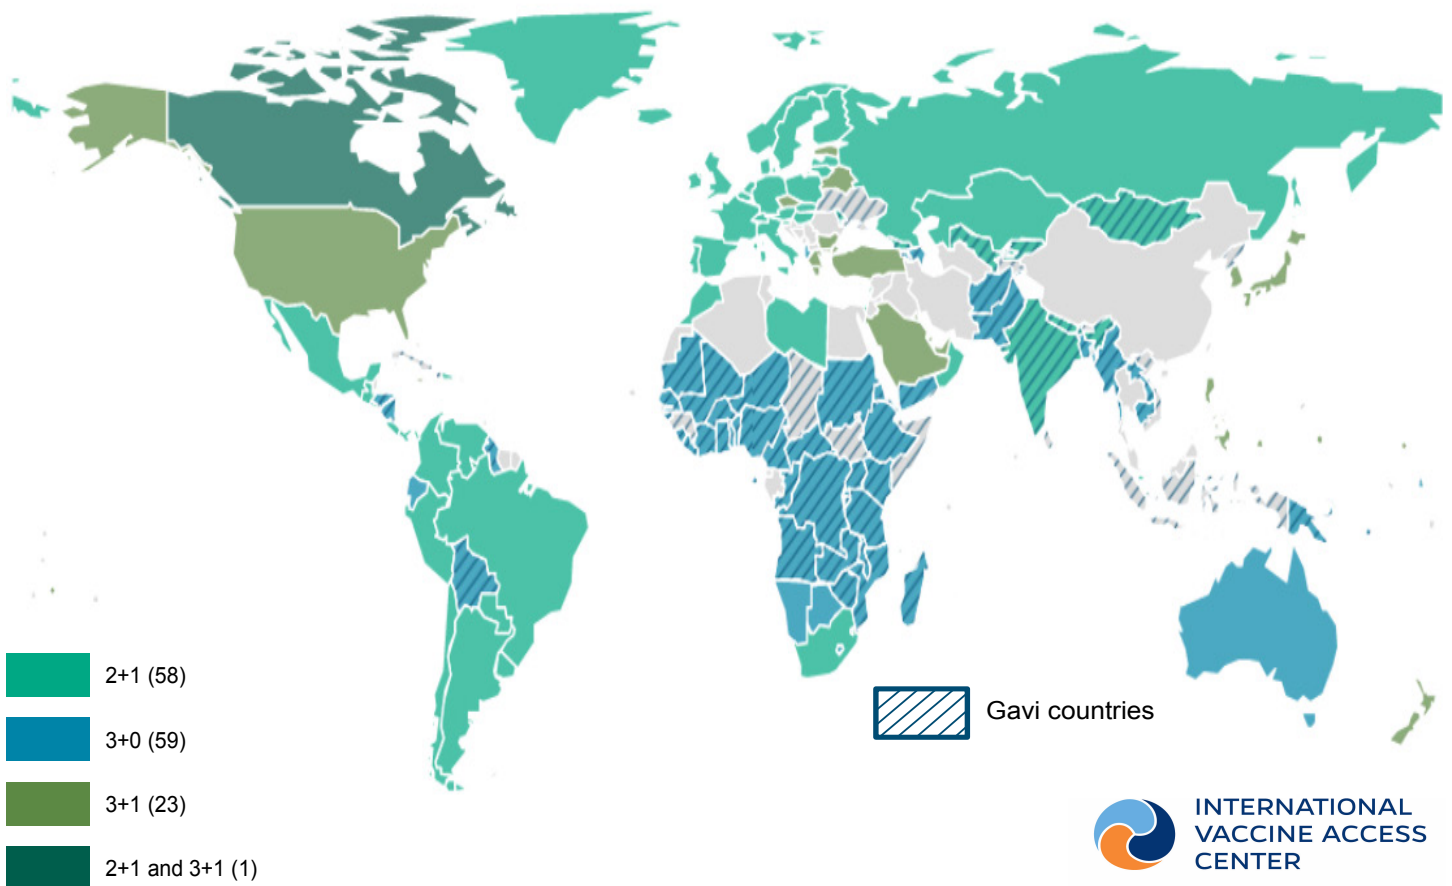 2+1 (58)
3+0 (59)
3+1 (23)
2+1 and 3+1 (1)
Gavi countries
INTERNATIONAL
VACCINE ACCESS
CENTER